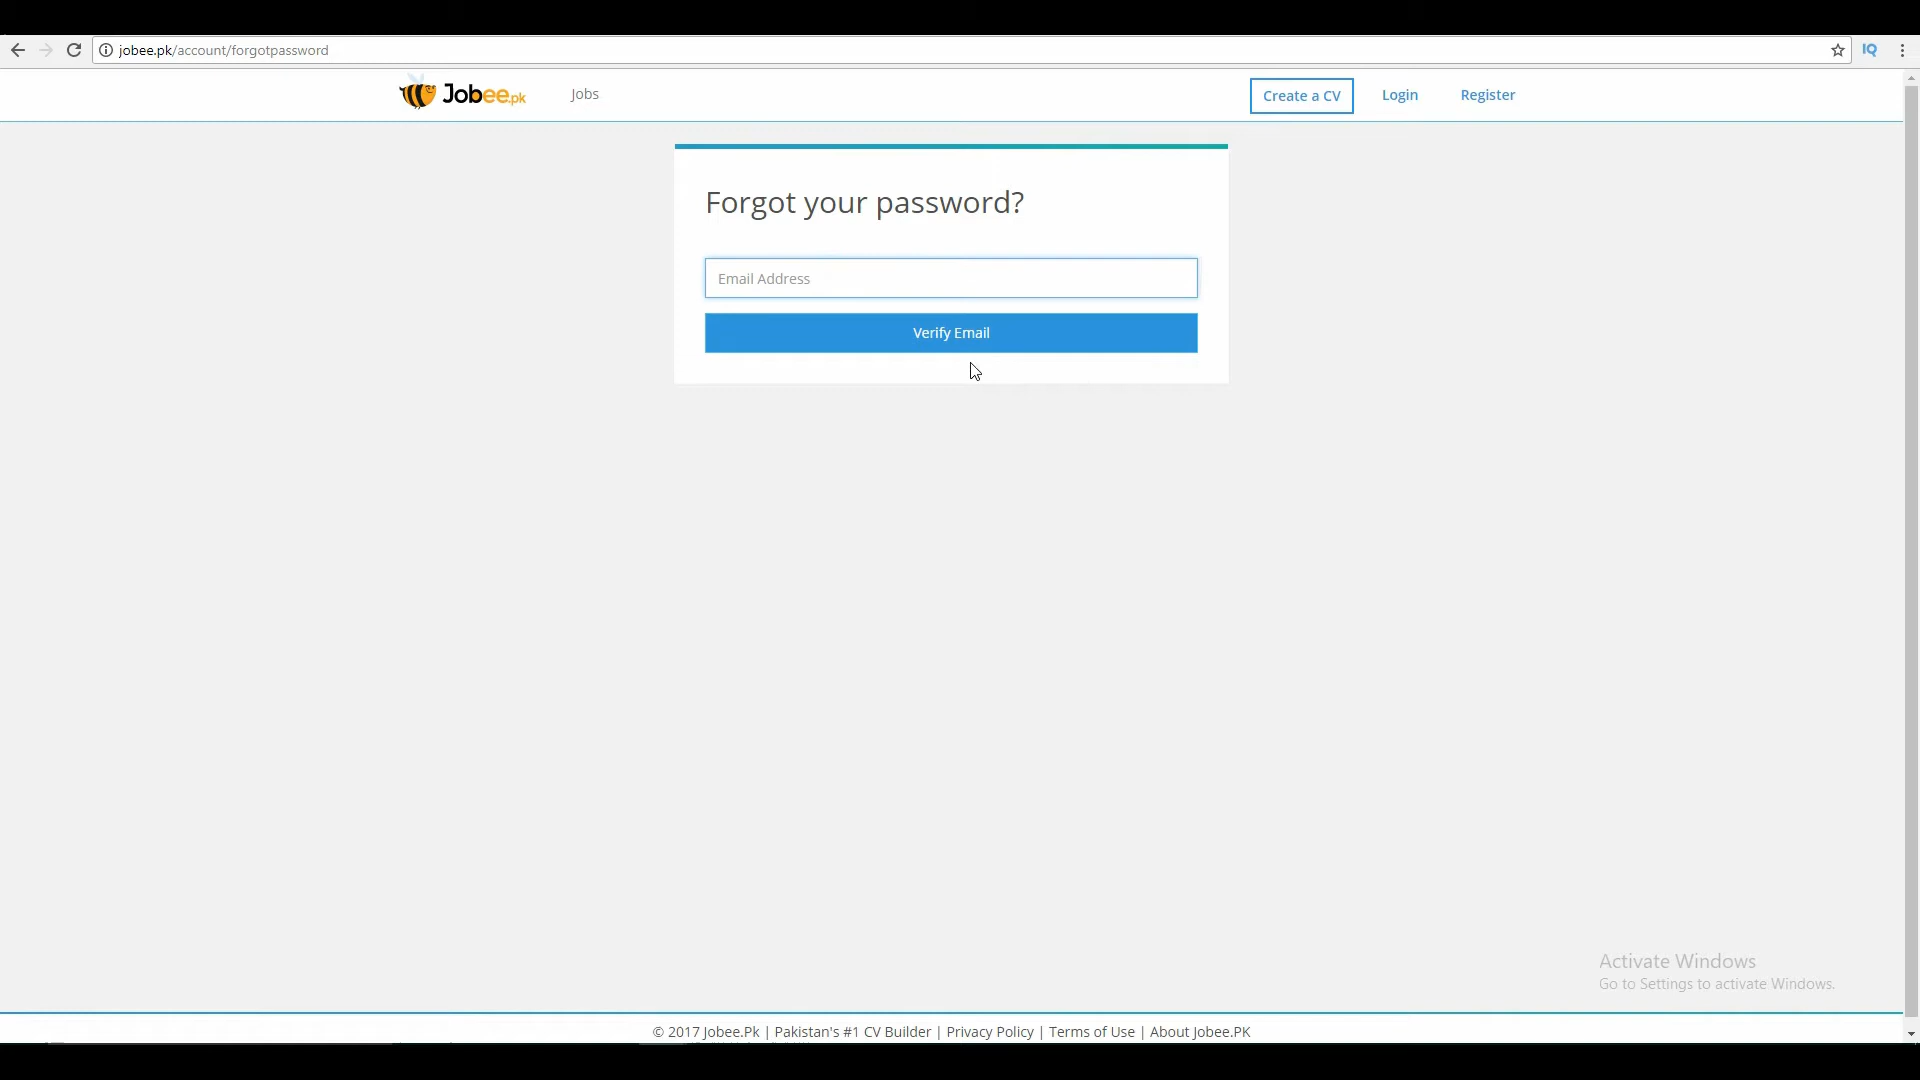 jobee.pk/account/forgotpassword
IQ
Jobee.pk
Jobs
Create a CV
Login
Register
Forgot your password?
Email Address
Verify Email
Activate Windows
Go to Settings to activate Windows.
© 2017 Jobee.Pk | Pakistan's #1 CV Builder | Privacy Policy | Terms of Use | About Jobee.PK